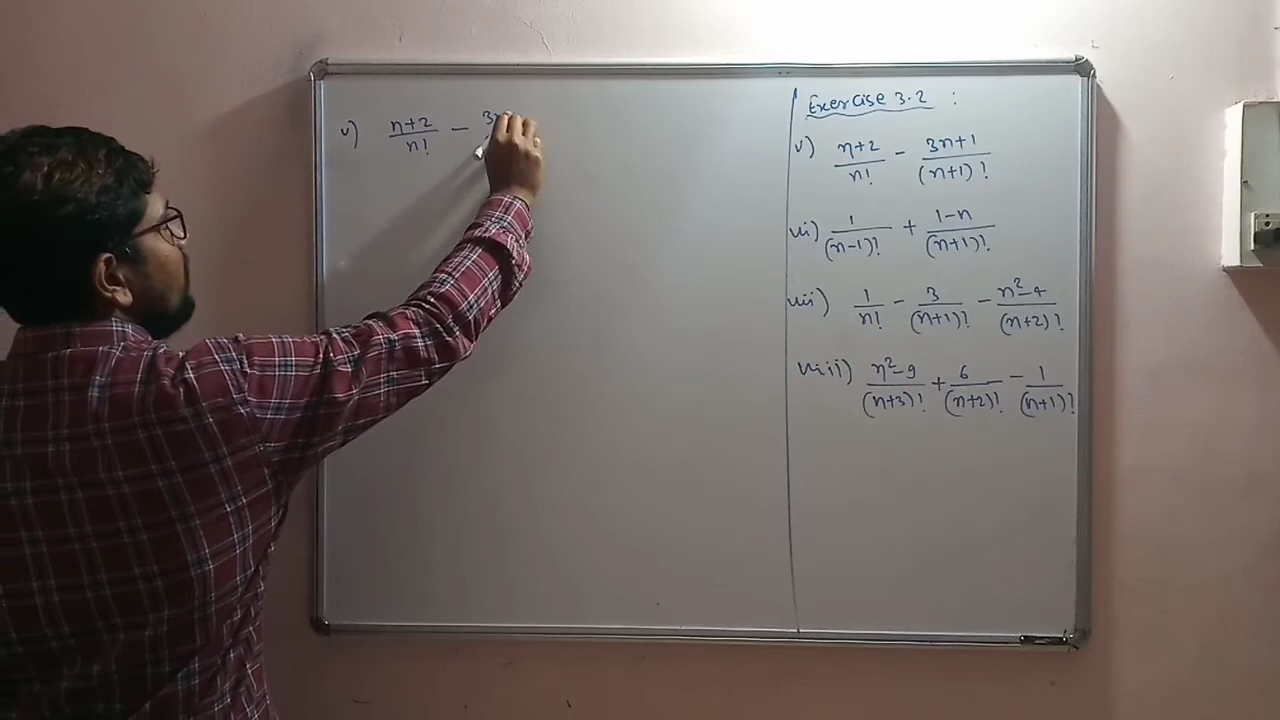 v) n+2/n! - 3
Exercise 3.2 :
v) n+2/n! - 3n+1/(n+1)!
vi) 1/(n-1)! + 1-n/(n+1)!
vii) 1/n! - 3/(n+1)! - n²-4/(n+2)!
viii) n²-9/(n+3)! + 6/(n+2)! - 1/(n+1)!